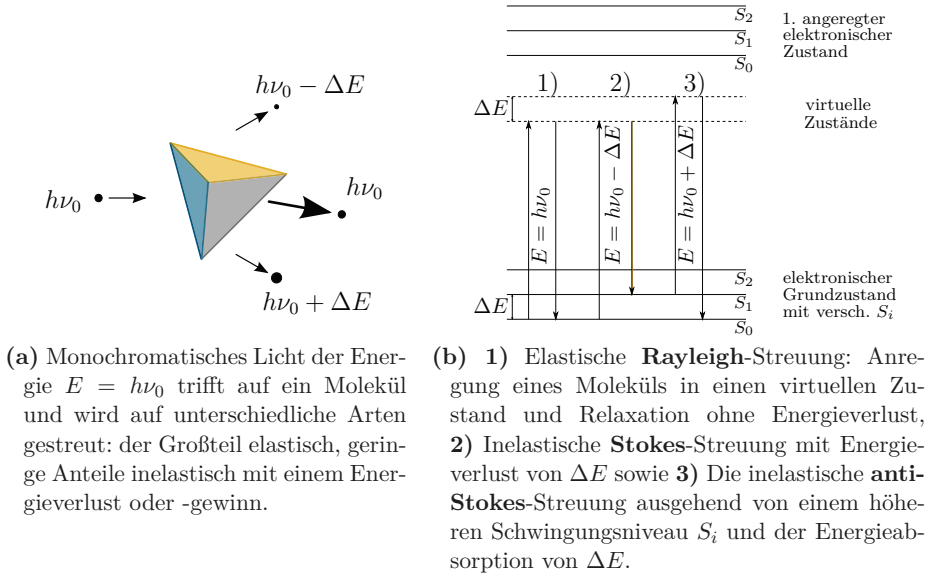 hν₀ − ΔE
hν₀
hν₀
hν₀ + ΔE
(a) Monochromatisches Licht der Ener-
gie E = hν₀ trifft auf ein Molekül
und wird auf unterschiedliche Arten
gestreut: der Großteil elastisch, gerin-
ge Anteile inelastisch mit einem Ener-
gieverlust oder -gewinn.
S₂
S₁
S₀
1. angeregter
elektronischer
Zustand
1)
2)
3)
ΔE
virtuelle
Zustände
E = hν₀
E = hν₀ − ΔE
E = hν₀ + ΔE
S₂
S₁
S₀
ΔE
elektronischer
Grundzustand
mit versch. Sᵢ
(b) 1) Elastische Rayleigh-Streuung: Anre-
gung eines Moleküls in einen virtuellen Zu-
stand und Relaxation ohne Energieverlust,
2) Inelastische Stokes-Streuung mit Energie-
verlust von ΔE sowie 3) Die inelastische anti-
Stokes-Streuung ausgehend von einem höhe-
ren Schwingungsniveau Sᵢ und der Energieab-
sorption von ΔE.